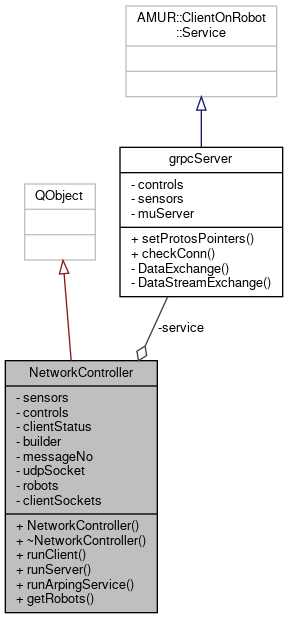 AMUR::ClientOnRobot
::Service
grpcServer
- controls
- sensors
- muServer
+ setProtosPointers()
+ checkConn()
- DataExchange()
- DataStreamExchange()
QObject
-service
NetworkController
- sensors
- controls
- clientStatus
- builder
- messageNo
- udpSocket
- robots
- clientSockets
+ NetworkController()
+ ~NetworkController()
+ runClient()
+ runServer()
+ runArpingService()
+ getRobots()